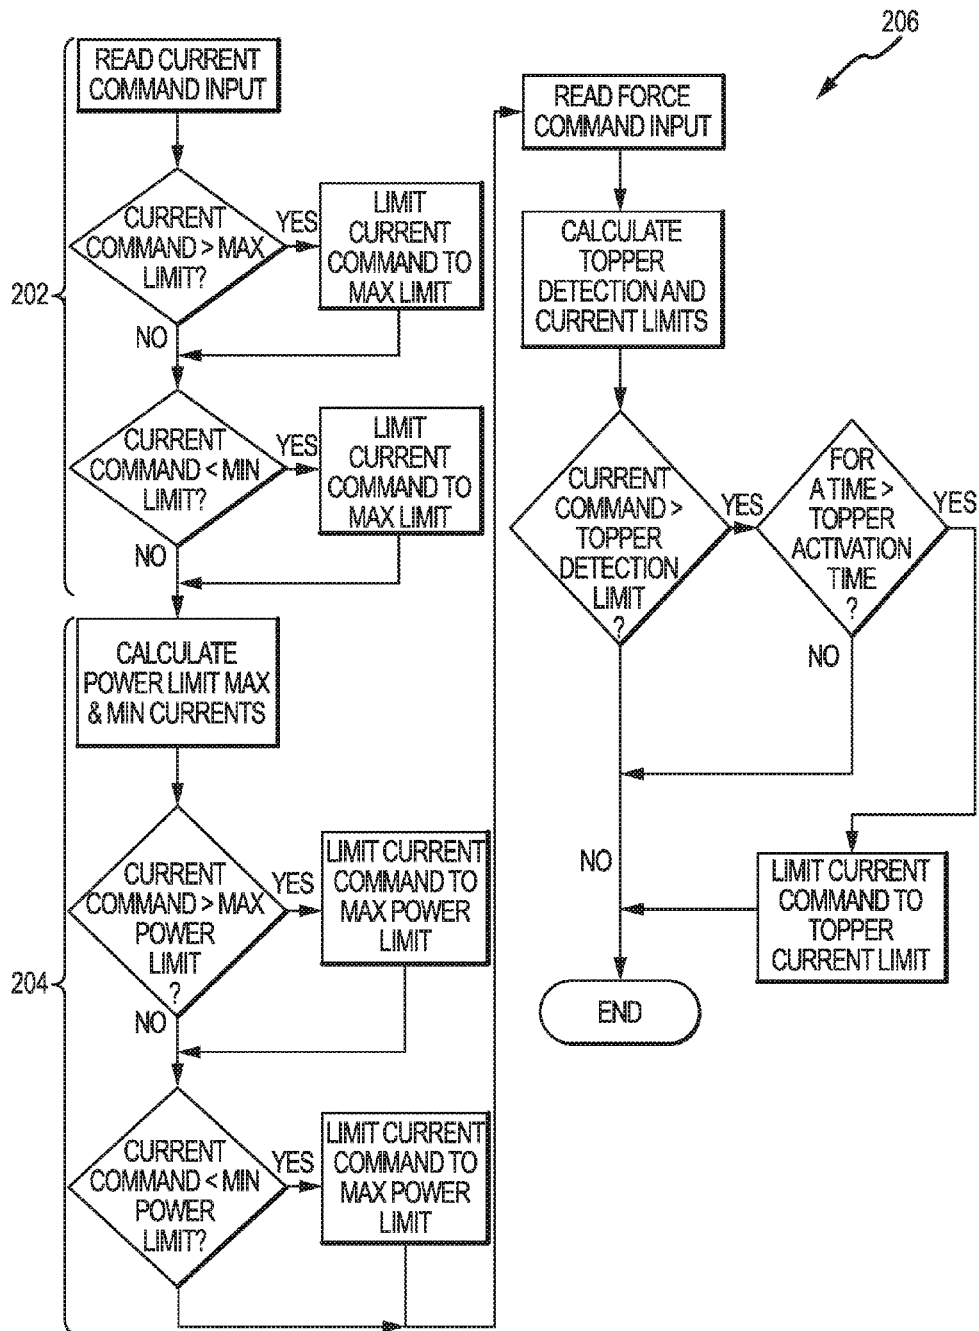 206
READ CURRENT
COMMAND INPUT
CURRENT
COMMAND > MAX
LIMIT?
YES
LIMIT
CURRENT
COMMAND TO
MAX LIMIT
202
NO
CURRENT
COMMAND < MIN
LIMIT?
YES
LIMIT
CURRENT
COMMAND TO
MAX LIMIT
NO
CALCULATE
POWER LIMIT MAX
& MIN CURRENTS
CURRENT
COMMAND > MAX
POWER
LIMIT
?
YES
LIMIT CURRENT
COMMAND TO
MAX POWER
LIMIT
204
NO
CURRENT
COMMAND < MIN
POWER
LIMIT?
YES
LIMIT CURRENT
COMMAND TO
MAX POWER
LIMIT
READ FORCE
COMMAND INPUT
CALCULATE
TOPPER
DETECTION AND
CURRENT LIMITS
CURRENT
COMMAND >
TOPPER
DETECTION
LIMIT
?
YES
FOR
A TIME >
TOPPER
ACTIVATION
TIME
?
YES
NO
NO
LIMIT CURRENT
COMMAND TO
TOPPER
CURRENT LIMIT
END